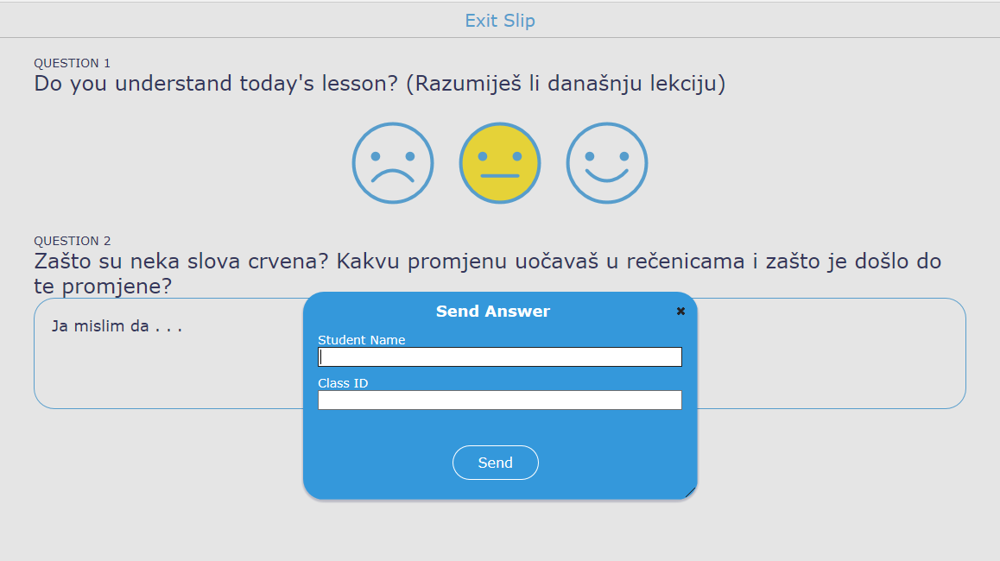 Exit Slip
QUESTION 1
Do you understand today's lesson? (Razumiješ li današnju lekciju)
QUESTION 2
Zašto su neka slova crvena? Kakvu promjenu uočavaš u rečenicama i zašto je došlo do
te promjene?
Ja mislim da . . .
Send Answer
Student Name
Class ID
Send